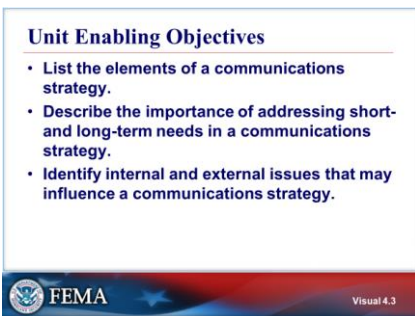 Unit Enabling Objectives
• List the elements of a communications
strategy.
• Describe the importance of addressing short-
and long-term needs in a communications
strategy.
• Identify internal and external issues that may
influence a communications strategy.
FEMA
Visual 4.3